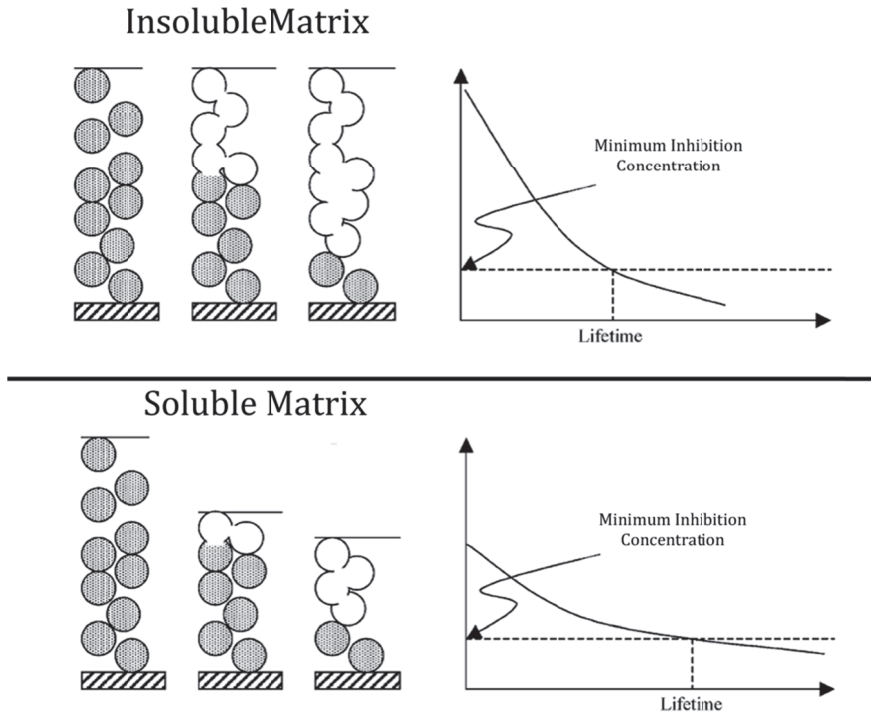 InsolubleMatrix
Minimum Inhibition
Concentration
Lifetime
Soluble Matrix
Minimum Inhibition
Concentration
Lifetime